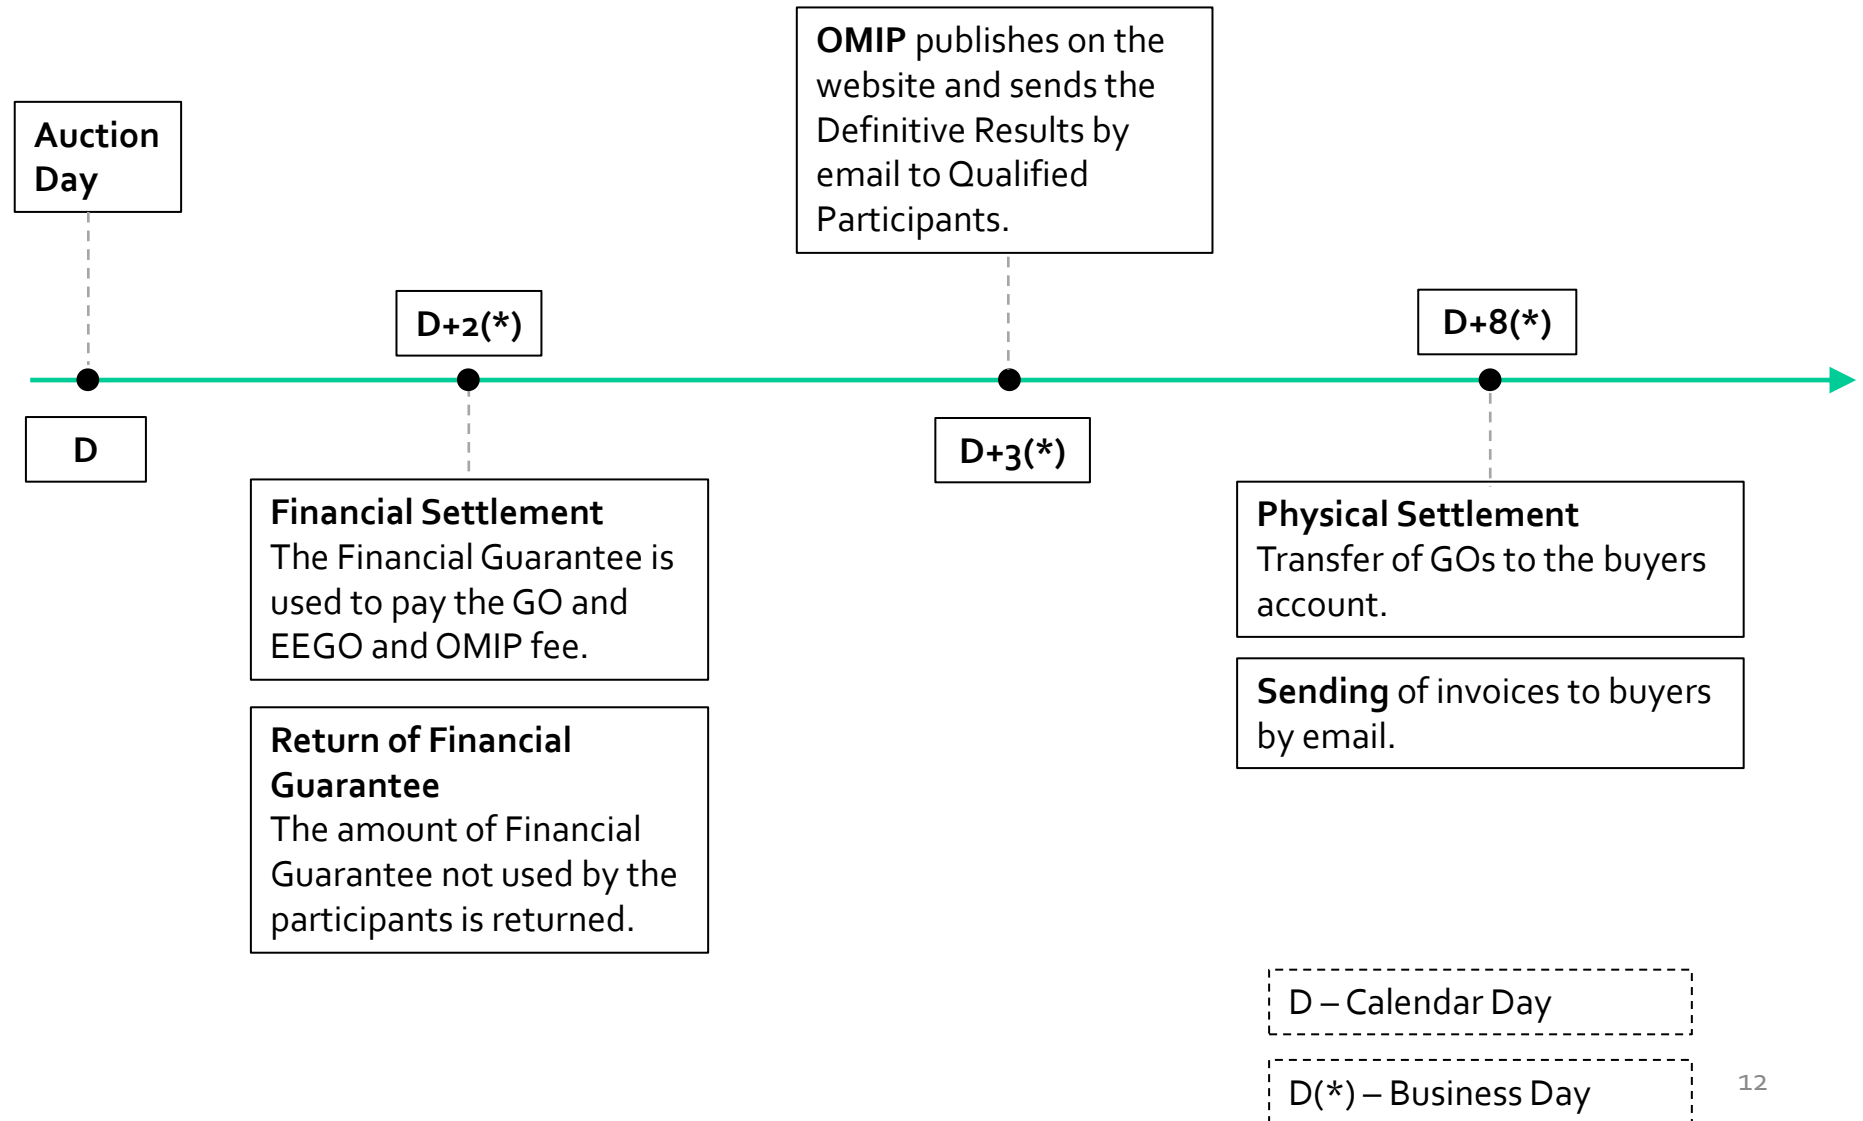 OMIP publishes on the
website and sends the
Definitive Results by
email to Qualified
Participants.
Auction
Day
D+2(*)
D+8(*)
D
D+3(*)
Financial Settlement
The Financial Guarantee is
used to pay the GO and
EEGO and OMIP fee.
Return of Financial
Guarantee
The amount of Financial
Guarantee not used by the
participants is returned.
Physical Settlement
Transfer of GOs to the buyers
account.
Sending of invoices to buyers
by email.
D – Calendar Day
D(*) – Business Day
12